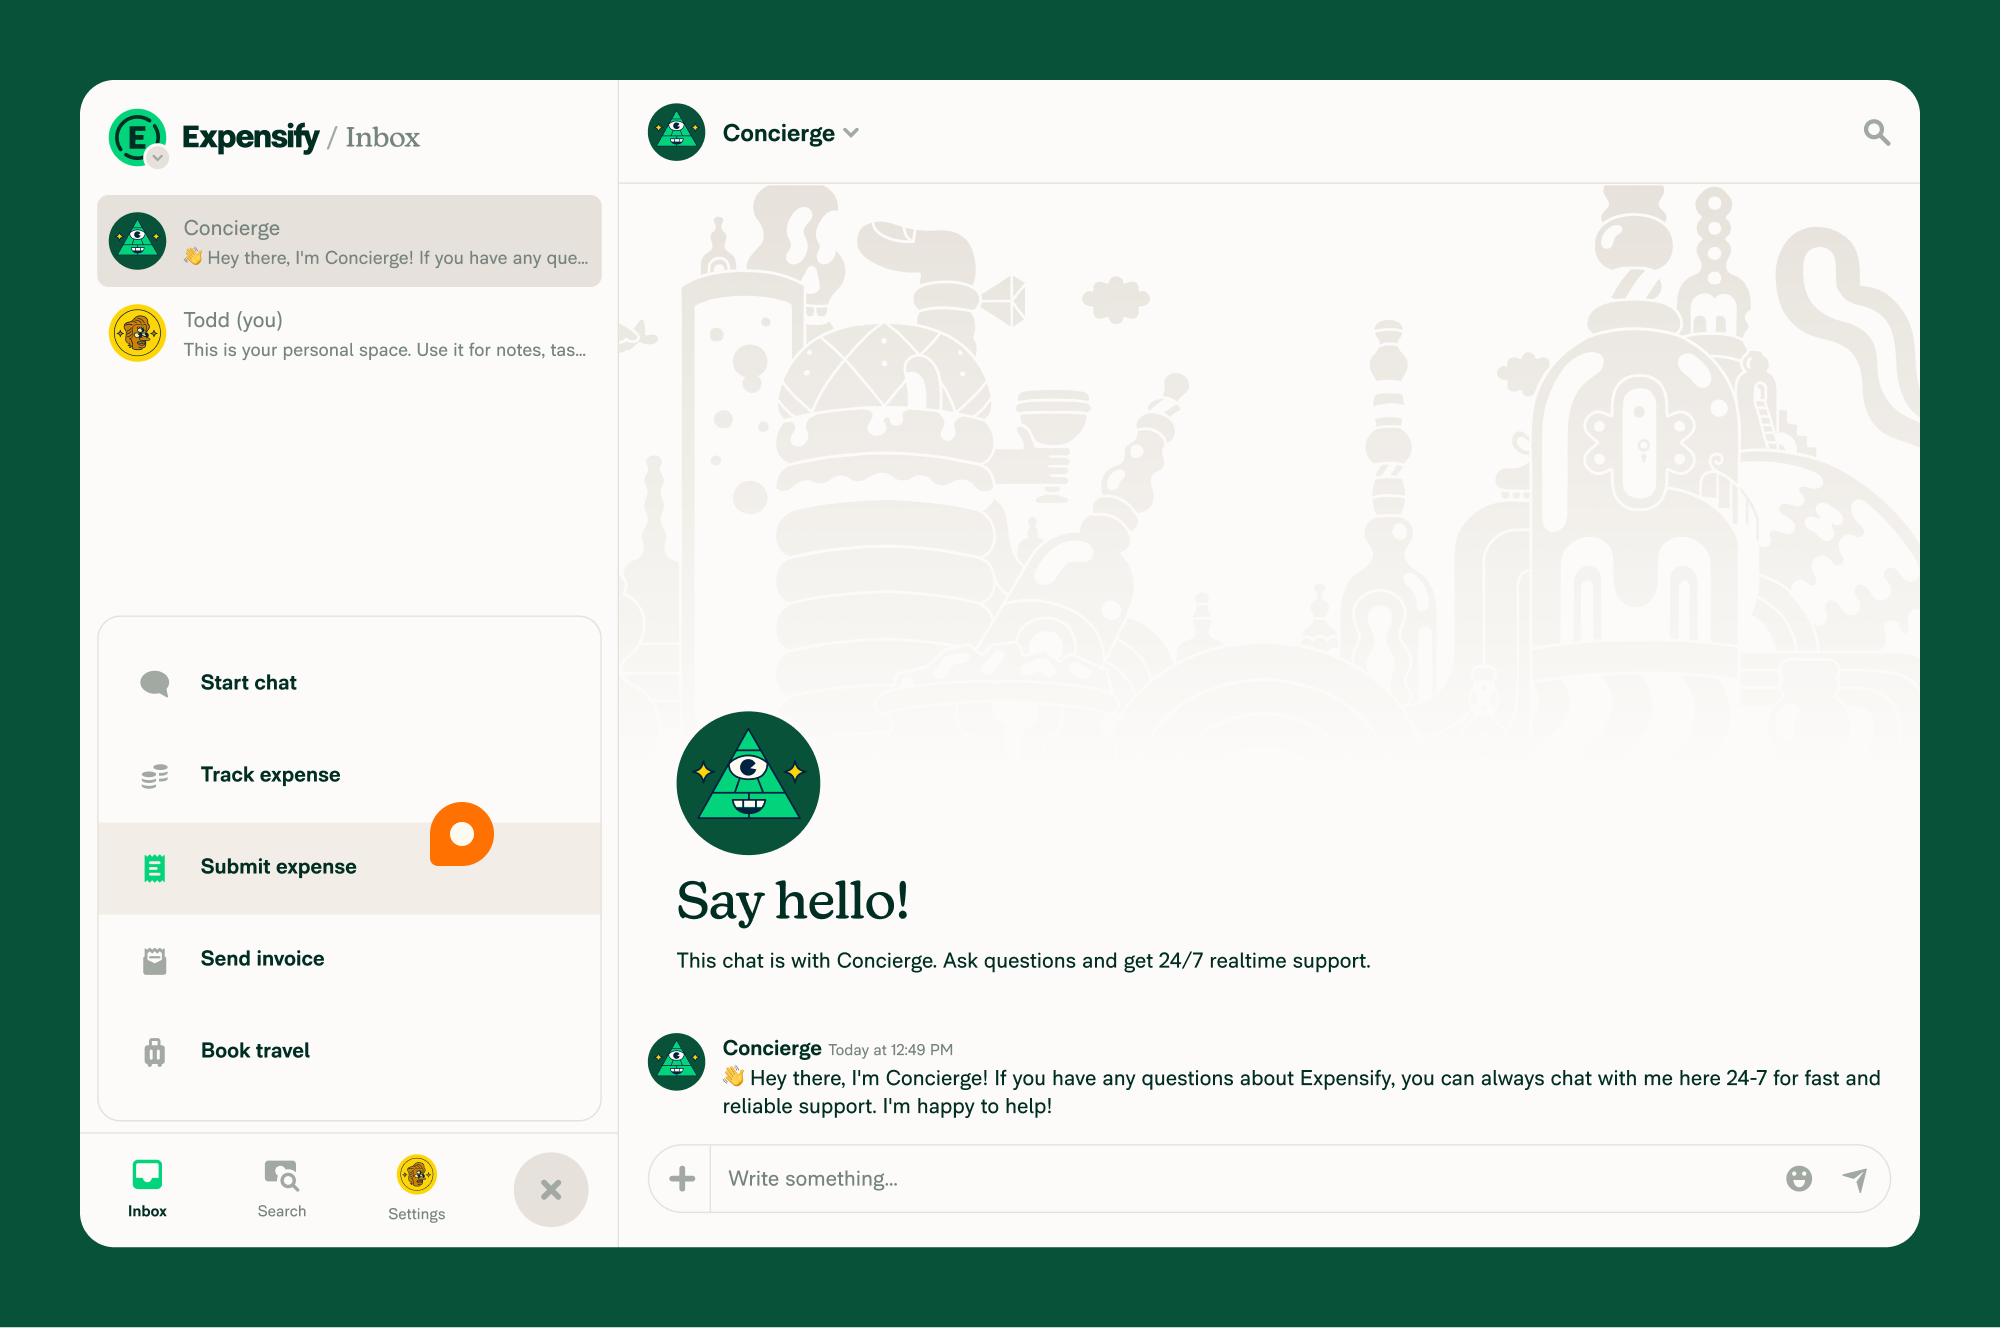 Expensify / Inbox
Concierge
👋 Hey there, I'm Concierge! If you have any que...
Todd (you)
This is your personal space. Use it for notes, tas...
Start chat
Track expense
Submit expense
Send invoice
Book travel
Inbox
Search
Settings
Concierge
Say hello!
This chat is with Concierge. Ask questions and get 24/7 realtime support.
Concierge Today at 12:49 PM
👋 Hey there, I'm Concierge! If you have any questions about Expensify, you can always chat with me here 24-7 for fast and
reliable support. I'm happy to help!
Write something...